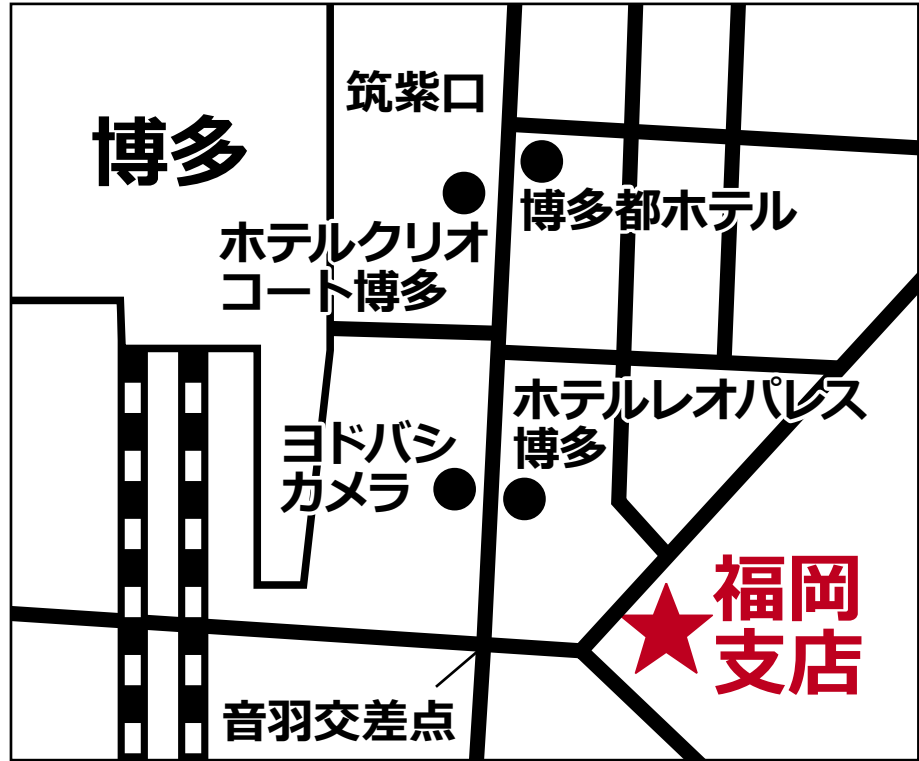 筑紫口
博多
博多都ホテル
ホテルクリオ
コート博多
ホテルレオパレス
博多
ヨドバシ
カメラ
福岡
支店
音羽交差点